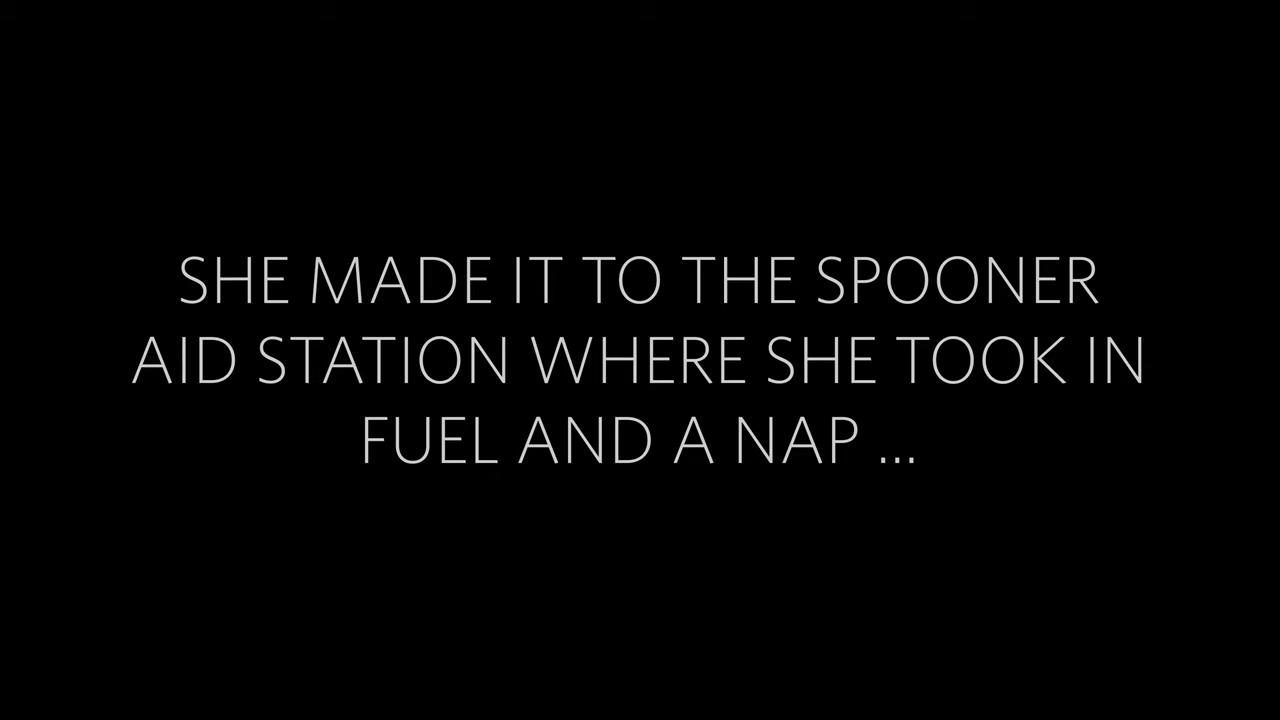 SHE MADE IT TO THE SPOONER
AID STATION WHERE SHE TOOK IN
FUEL AND A NAP ...